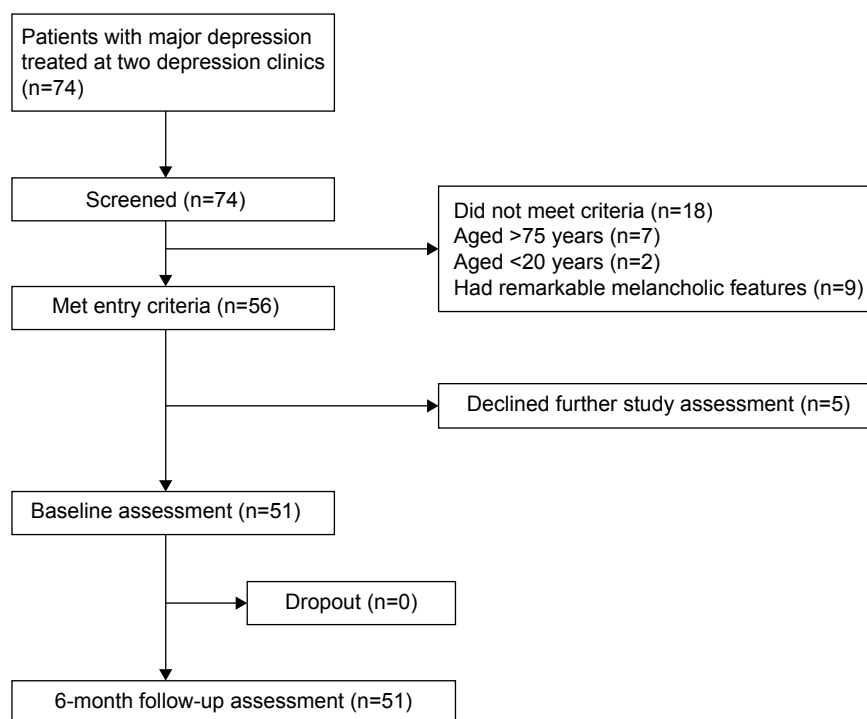 Patients with major depression
treated at two depression clinics
(n=74)
Screened (n=74)
Did not meet criteria (n=18)
Aged >75 years (n=7)
Aged <20 years (n=2)
Had remarkable melancholic features (n=9)
Met entry criteria (n=56)
Declined further study assessment (n=5)
Baseline assessment (n=51)
Dropout (n=0)
6-month follow-up assessment (n=51)